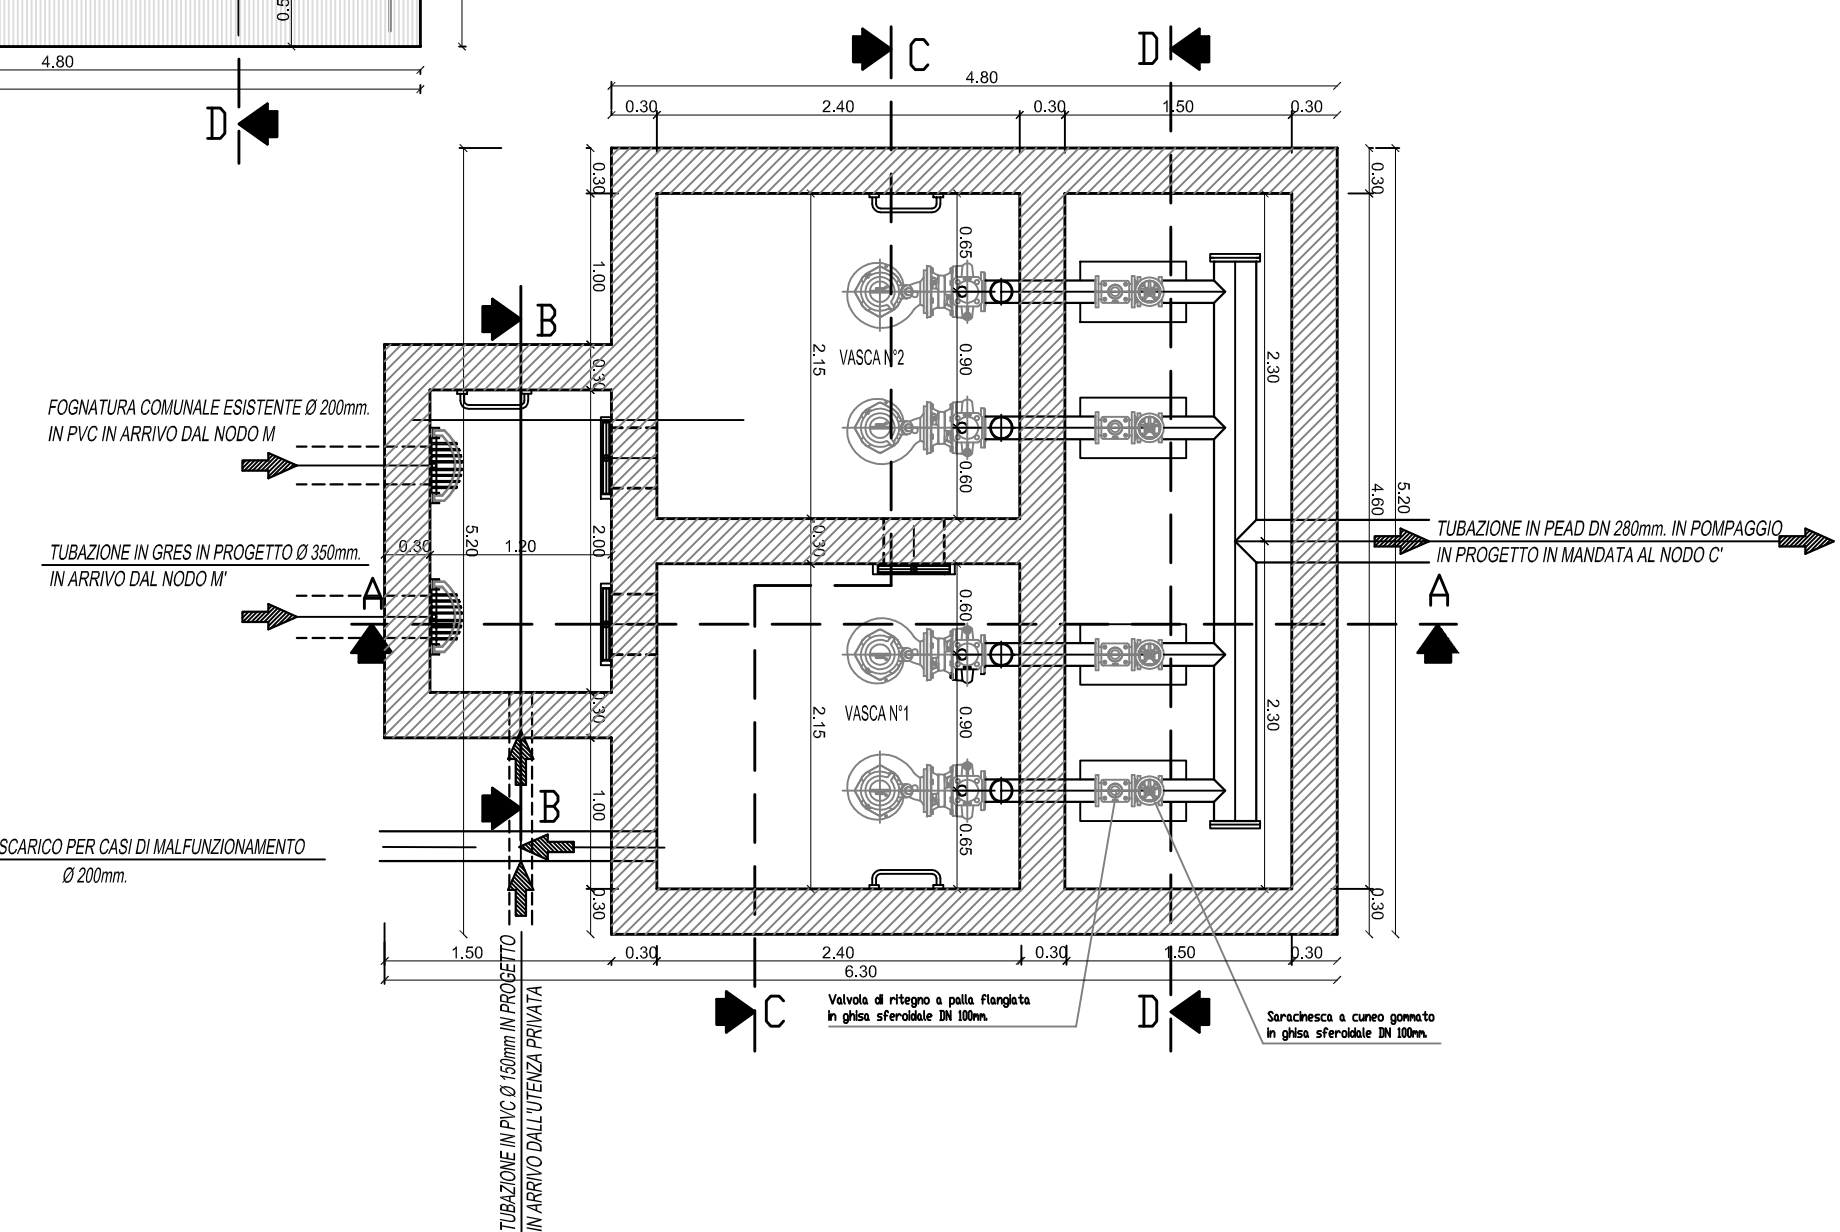 0.5
4.80
D
C
D
4.80
0.30
2.40
0.30
1.50
0.30
0.30
0.30
1.00
0.65
B
2.15
VASCA N°2
0.90
2.30
0.30
FOGNATURA COMUNALE ESISTENTE Ø 200mm.
IN PVC IN ARRIVO DAL NODO M
0.60
4.60
5.20
TUBAZIONE IN GRES IN PROGETTO Ø 350mm.
IN ARRIVO DAL NODO M'
0.30
5.20
1.20
2.00
0.30
TUBAZIONE IN PEAD DN 280mm. IN POMPAGGIO
IN PROGETTO IN MANDATA AL NODO C'
A
A
0.60
VASCA N°1
0.30
2.15
0.90
2.30
B
1.00
0.65
SCARICO PER CASI DI MALFUNZIONAMENTO
Ø 200mm.
0.30
0.30
1.50
0.30
2.40
0.30
1.50
0.30
6.30
TUBAZIONE IN PVC Ø 150mm IN PROGETTO
IN ARRIVO DALL'UTENZA PRIVATA
C
Valvola di ritegno a palla flangiata
in ghisa sferoidale DN 100mm.
D
Saracinesca a cuneo gommato
in ghisa sferoidale DN 100mm.